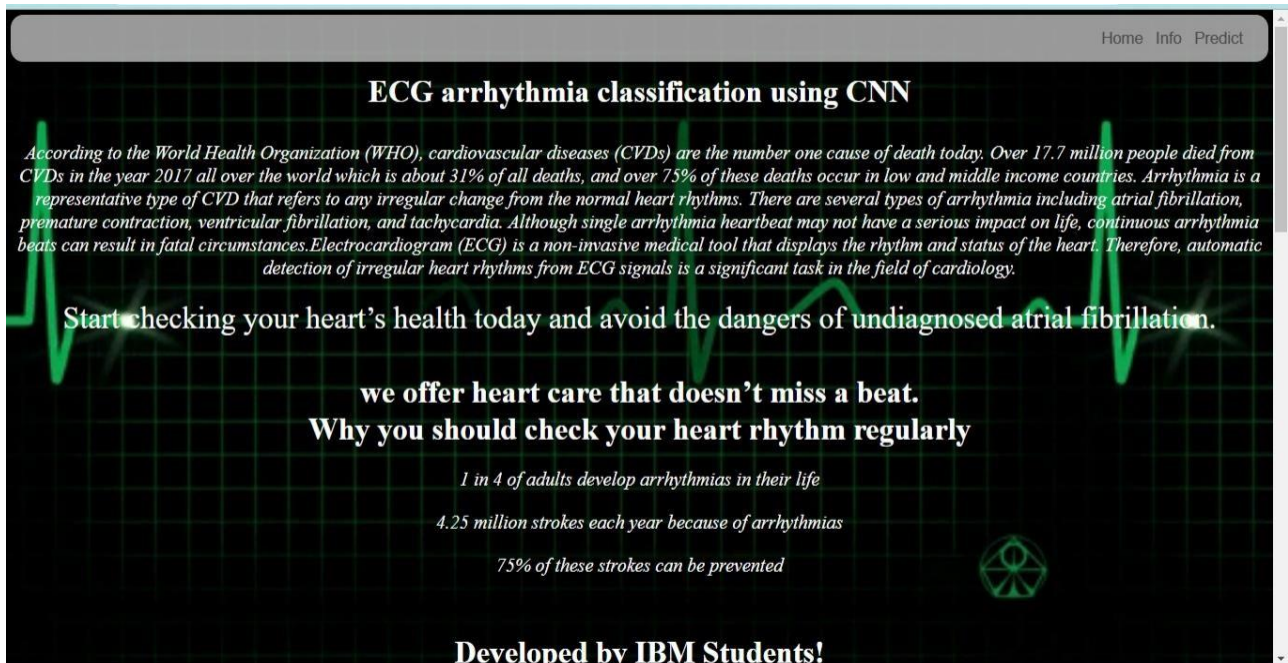 Home Info Predict
ECG arrhythmia classification using CNN
According to the World Health Organization (WHO), cardiovascular diseases (CVDs) are the number one cause of death today. Over 17.7 million people died from
CVDs in the year 2017 all over the world which is about 31% of all deaths, and over 75% of these deaths occur in low and middle income countries. Arrhythmia is a
representative type of CVD that refers to any irregular change from the normal heart rhythms. There are several types of arrhythmia including atrial fibrillation,
premature contraction, ventricular fibrillation, and tachycardia. Although single arrhythmia heartbeat may not have a serious impact on life, continuous arrhythmia
beats can result in fatal circumstances.Electrocardiogram (ECG) is a non-invasive medical tool that displays the rhythm and status of the heart. Therefore, automatic
detection of irregular heart rhythms from ECG signals is a significant task in the field of cardiology.
Start checking your heart’s health today and avoid the dangers of undiagnosed atrial fibrillation.
we offer heart care that doesn’t miss a beat.
Why you should check your heart rhythm regularly
1 in 4 of adults develop arrhythmias in their life
4.25 million strokes each year because of arrhythmias
75% of these strokes can be prevented
Developed by IBM Students!